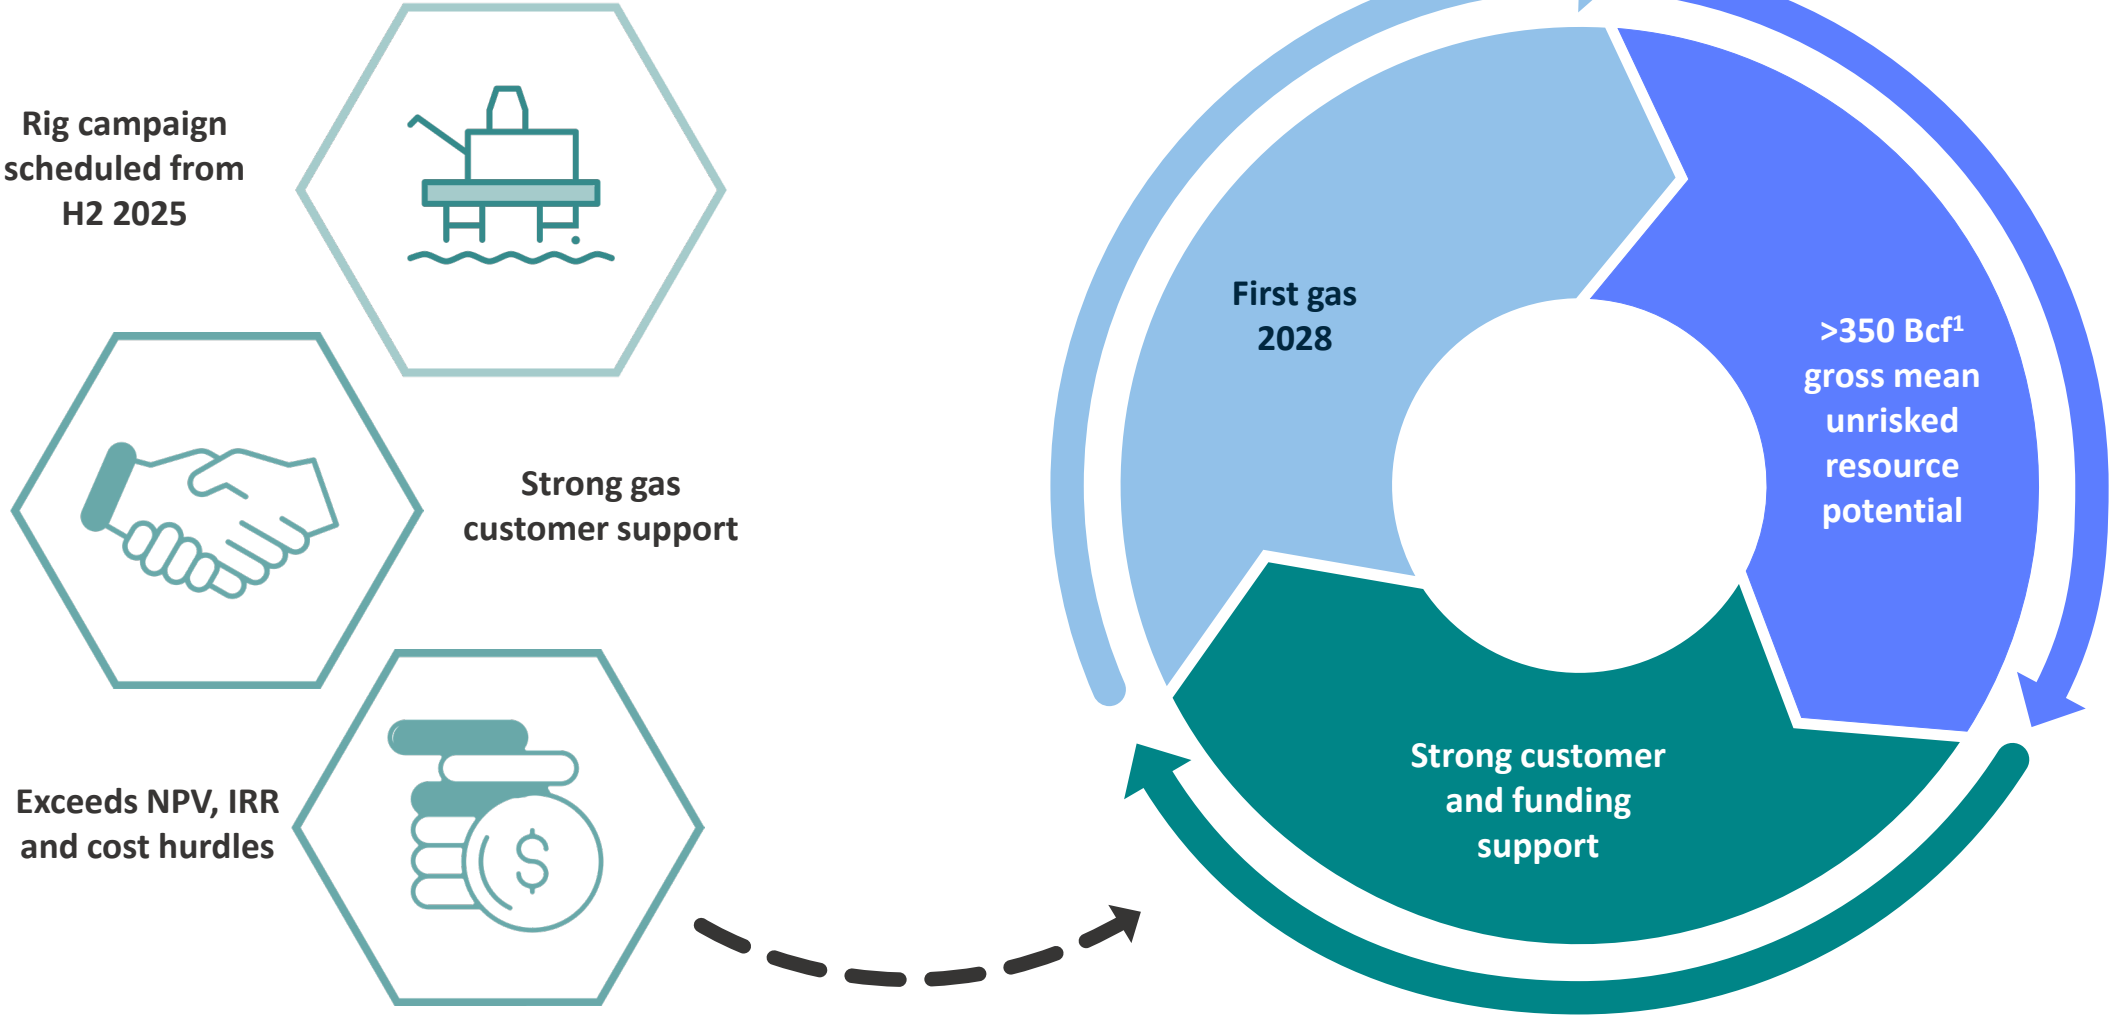 Rig campaign
scheduled from
H2 2025
Strong gas
customer support
Exceeds NPV, IRR
and cost hurdles
$
First gas
2028
>350 Bcf¹
gross mean
unrisked
resource
potential
Strong customer
and funding
support